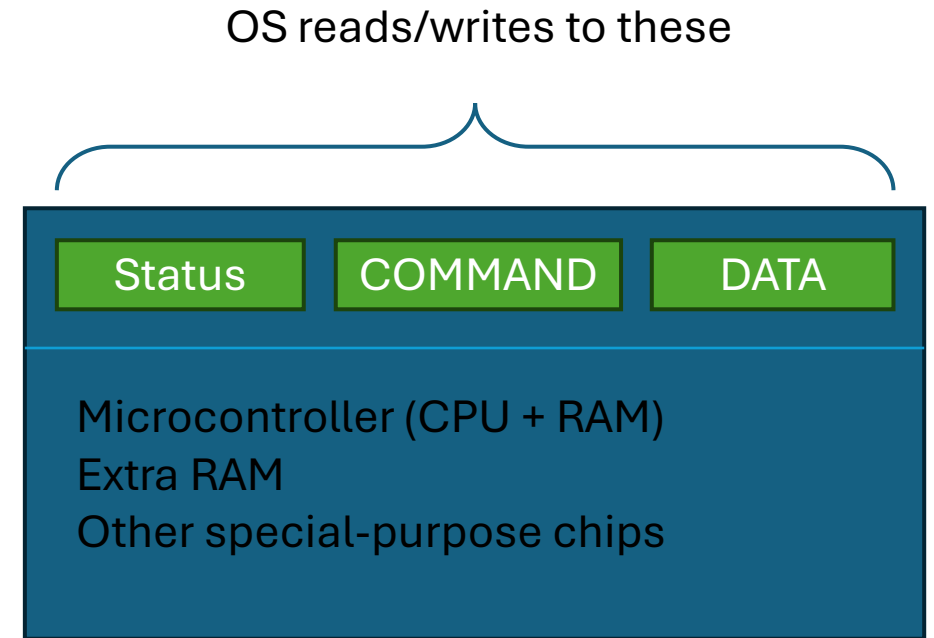 OS reads/writes to these
Status COMMAND DATA
Microcontroller (CPU + RAM)
Extra RAM
Other special-purpose chips